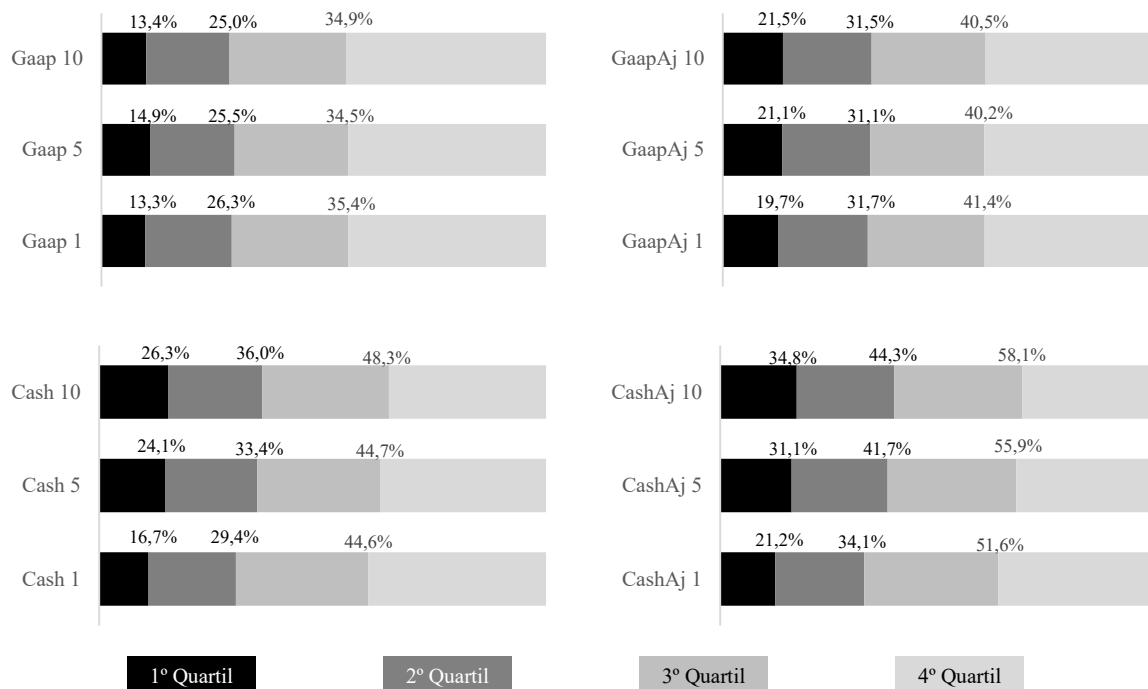 13,4% 25,0% 34,9%
Gaap 10
14,9% 25,5% 34,5%
Gaap 5
13,3% 26,3% 35,4%
Gaap 1
21,5% 31,5% 40,5%
GaapAj 10
21,1% 31,1% 40,2%
GaapAj 5
19,7% 31,7% 41,4%
GaapAj 1
26,3% 36,0% 48,3%
Cash 10
24,1% 33,4% 44,7%
Cash 5
16,7% 29,4% 44,6%
Cash 1
34,8% 44,3% 58,1%
CashAj 10
31,1% 41,7% 55,9%
CashAj 5
21,2% 34,1% 51,6%
CashAj 1
1º Quartil 2º Quartil 3º Quartil 4º Quartil